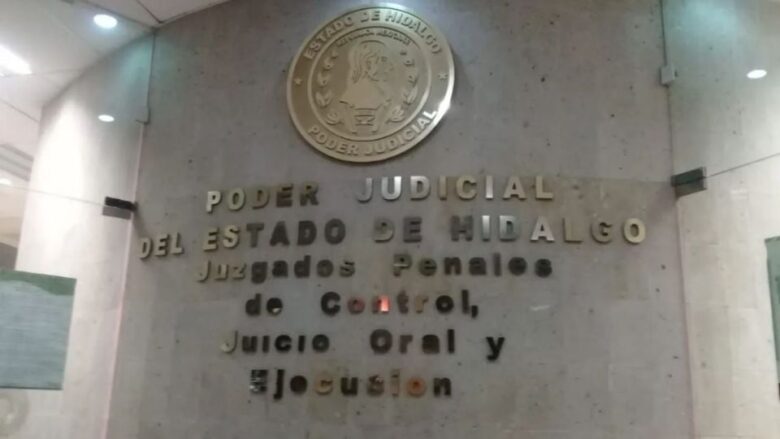 ESTADO DE HIDALGO
PODER JUDICIAL
PODER JUDICIAL
DEL ESTADO DE HIDALGO
Juzgados Penales
de Control,
Juicio Oral y
Ejecusion